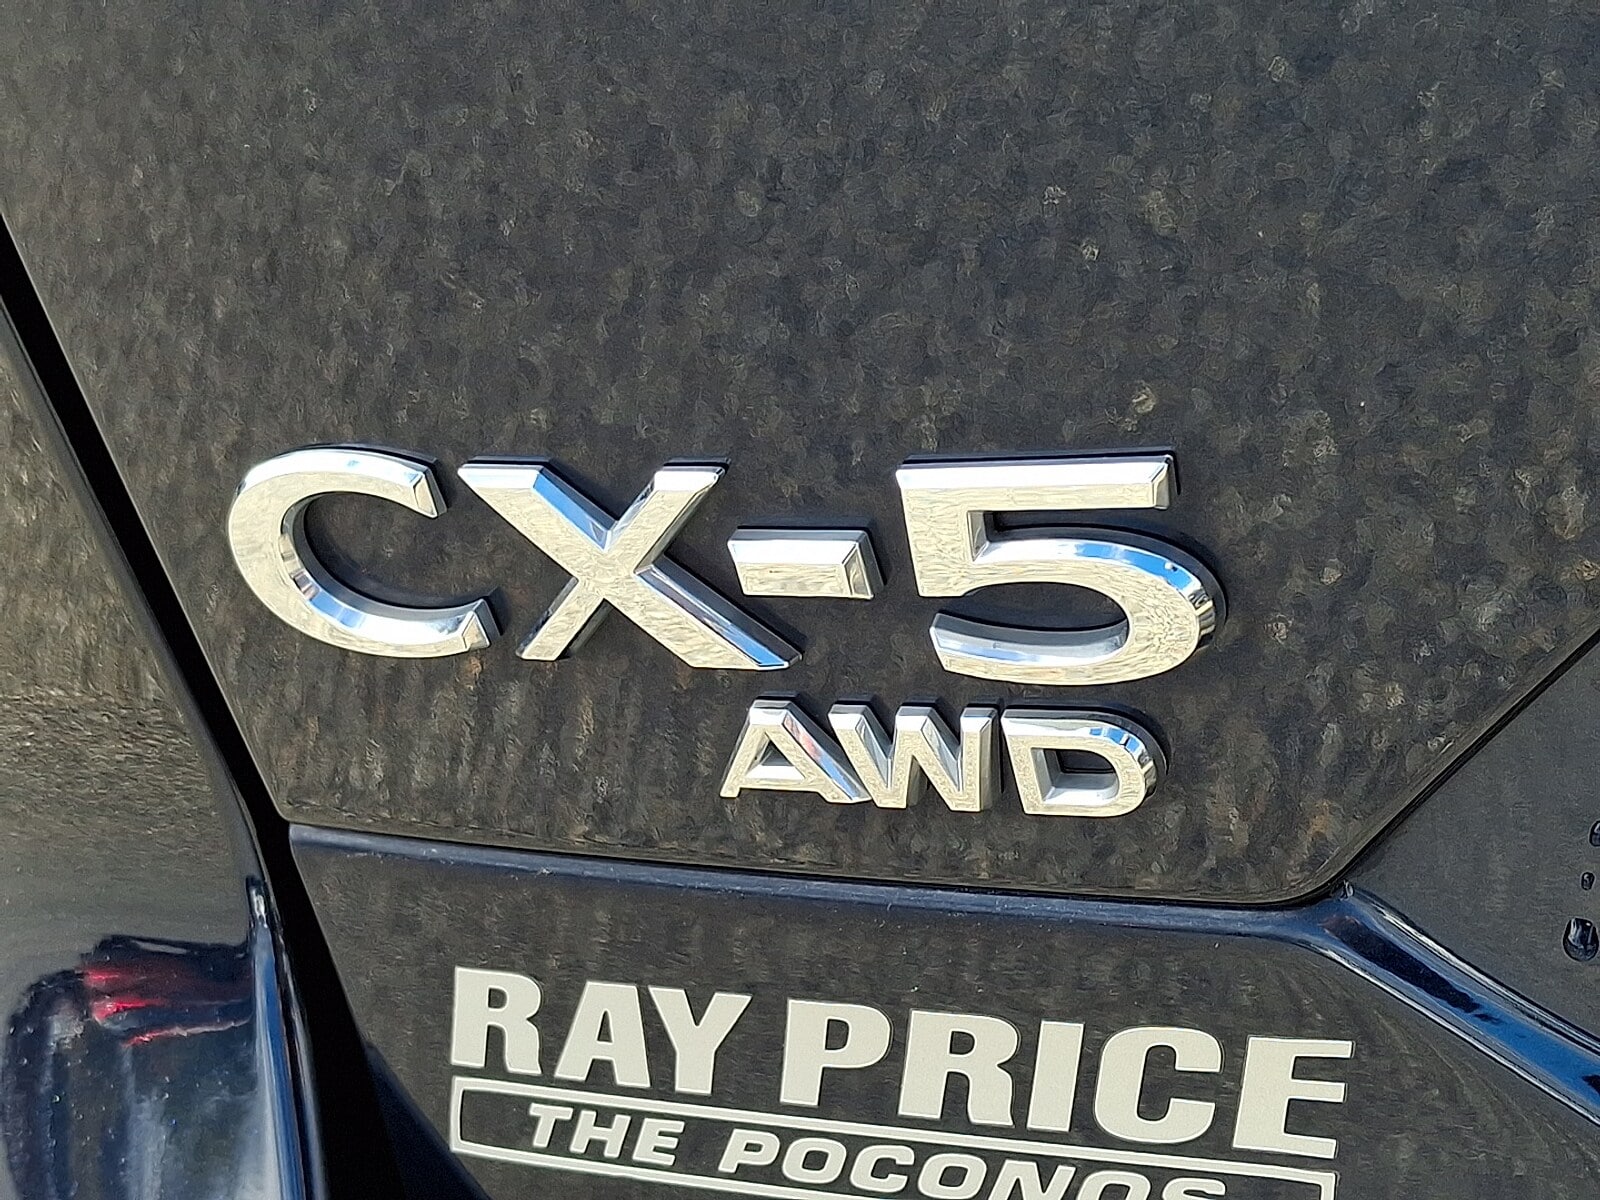 CX-5
AWD
RAY PRICE
THE POCONOS